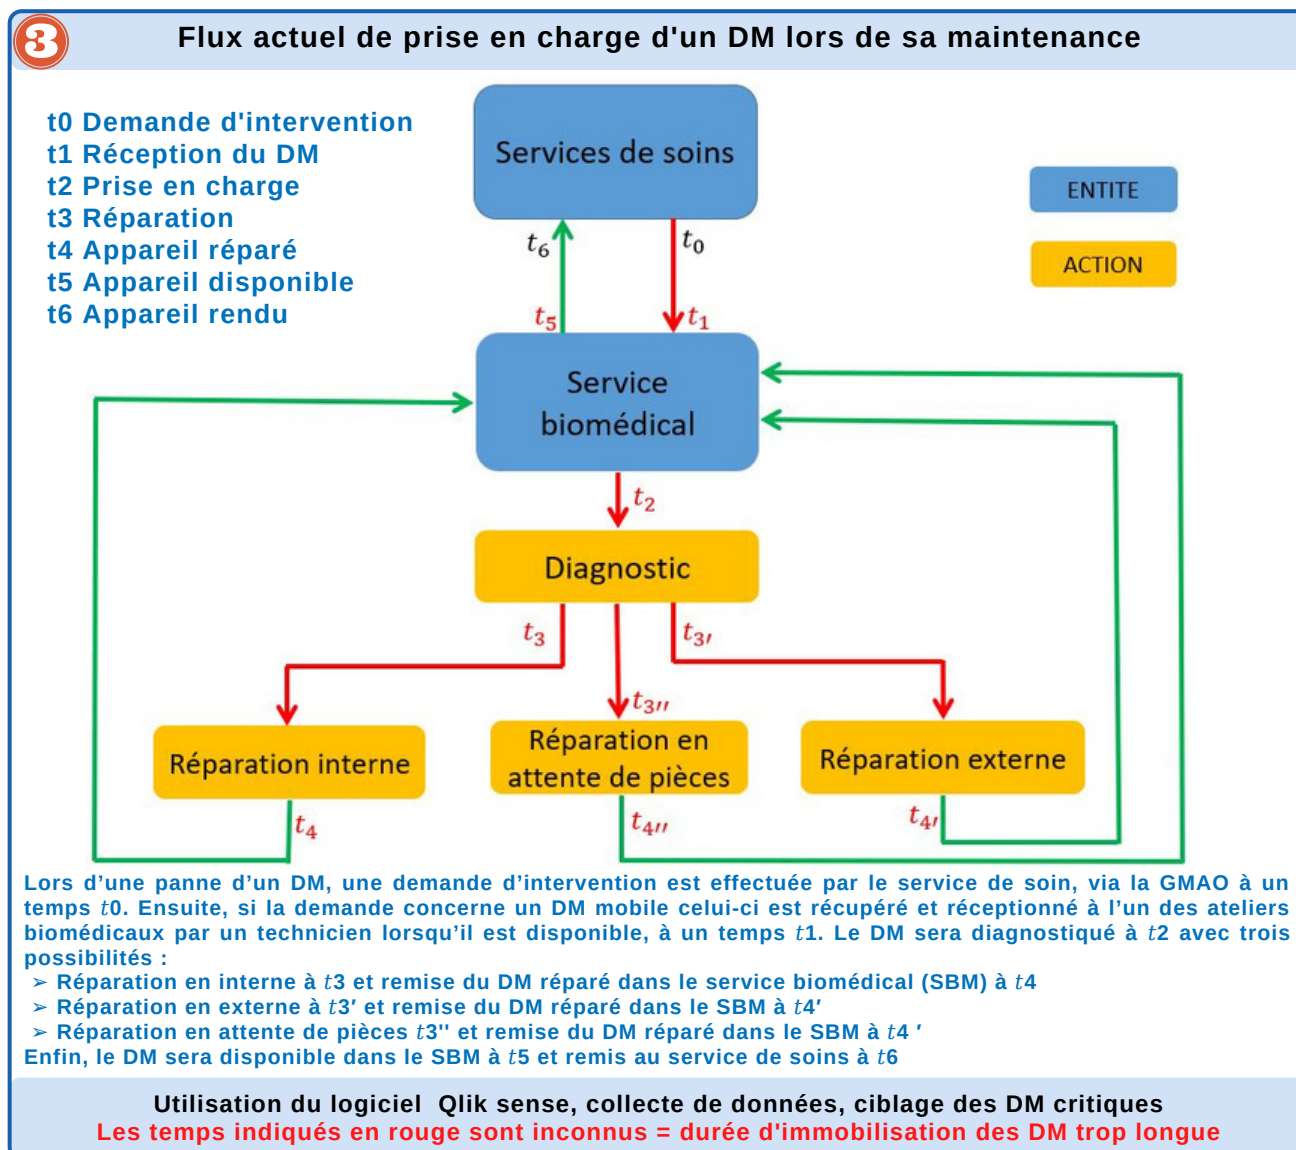 3
Flux actuel de prise en charge d'un DM lors de sa maintenance
t0 Demande d'intervention
t1 Réception du DM
t2 Prise en charge
t3 Réparation
t4 Appareil réparé
t5 Appareil disponible
t6 Appareil rendu
Services de soins
ENTITE
ACTION
t6
t0
t5
t1
Service
biomédical
t2
Diagnostic
t3
t3′
t3′′
Réparation interne
Réparation en
attente de pièces
Réparation externe
t4
t4′′
t4′
Lors d’une panne d’un DM, une demande d’intervention est effectuée par le service de soin, via la GMAO à un
temps t0. Ensuite, si la demande concerne un DM mobile celui-ci est récupéré et réceptionné à l’un des ateliers
biomédicaux par un technicien lorsqu’il est disponible, à un temps t1. Le DM sera diagnostiqué à t2 avec trois
possibilités :
➢ Réparation en interne à t3 et remise du DM réparé dans le service biomédical (SBM) à t4
➢ Réparation en externe à t3′ et remise du DM réparé dans le SBM à t4′
➢ Réparation en attente de pièces t3'' et remise du DM réparé dans le SBM à t4 ′
Enfin, le DM sera disponible dans le SBM à t5 et remis au service de soins à t6
Utilisation du logiciel Qlik sense, collecte de données, ciblage des DM critiques
Les temps indiqués en rouge sont inconnus = durée d'immobilisation des DM trop longue